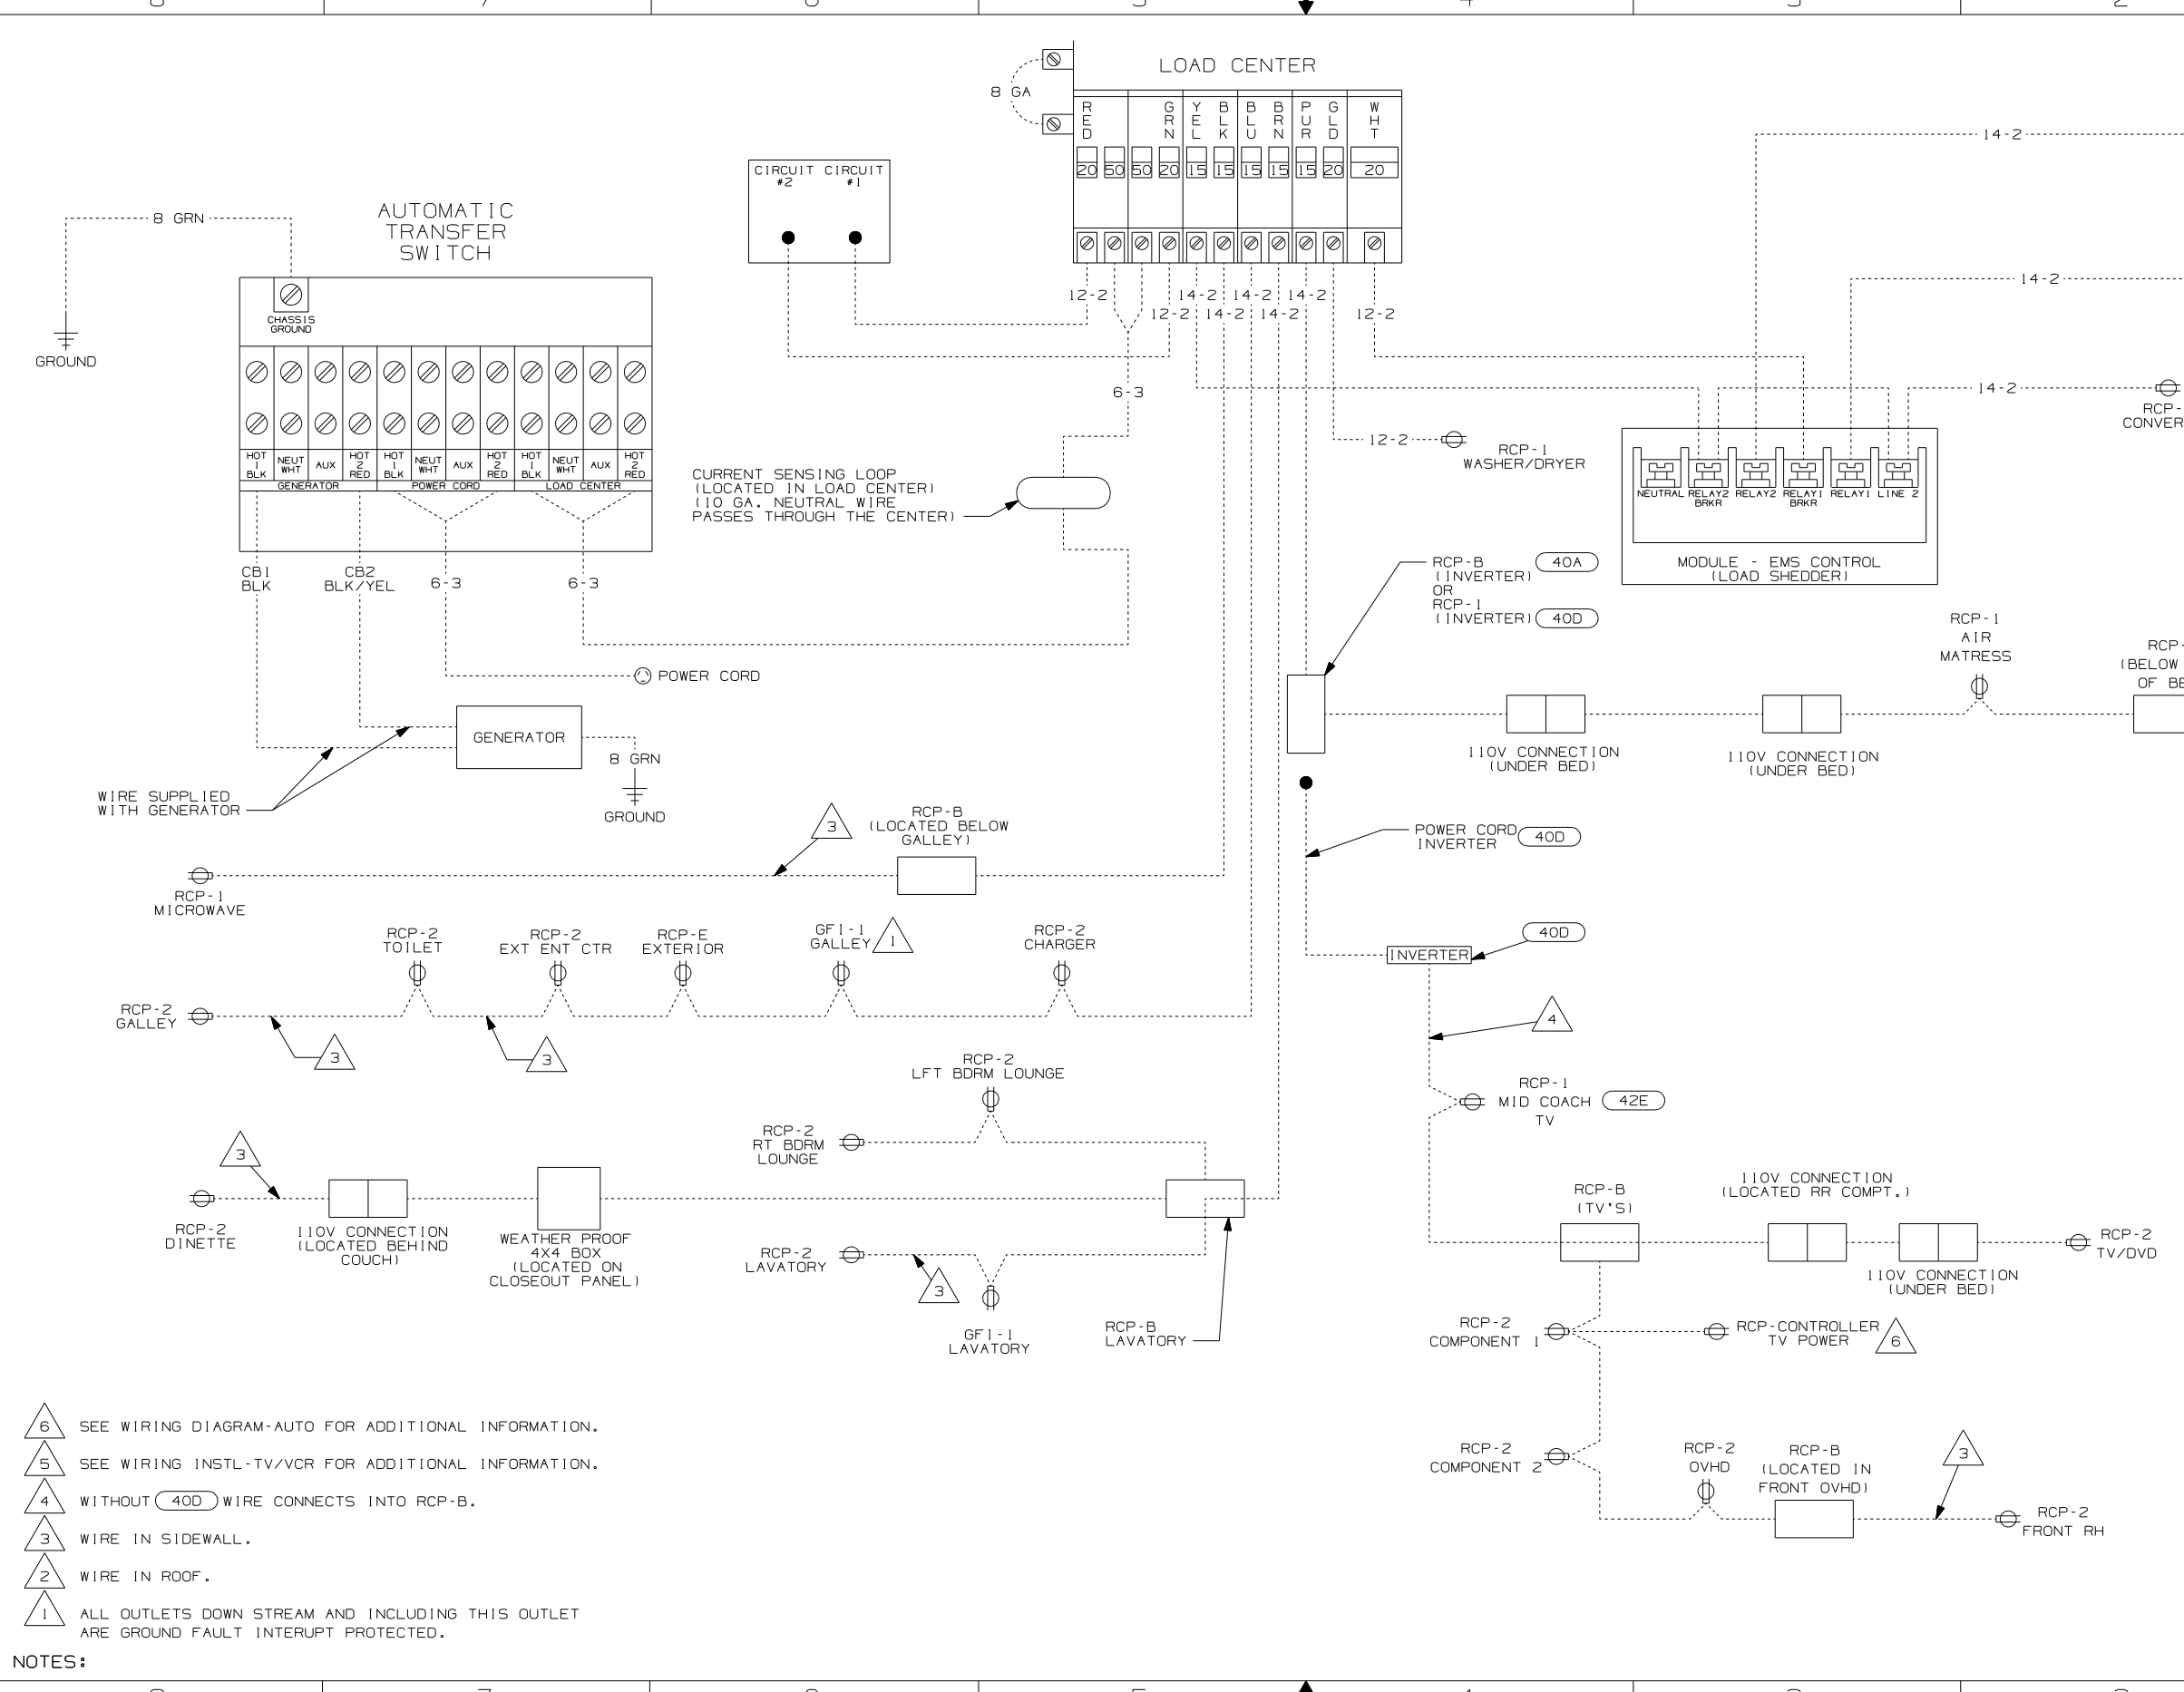 LOAD CENTER
8 GA
RED
GRN
YEL
BLK
BLU
BRN
PUR
GLD
WHT
20 50 50 20 15 15 15 15 15 20 20
14-2
CIRCUIT #2
CIRCUIT #1
8 GRN
AUTOMATIC
TRANSFER
SWITCH
14-2
12-2 14-2 14-2 14-2
12-2 14-2 14-2 12-2
CHASSIS
GROUND
GROUND
6-3
14-2
RCP-
CONVER
12-2
RCP-1
WASHER/DRYER
HOT 1 BLK
NEUT WHT
AUX
HOT 2 RED
HOT 1 BLK
NEUT WHT
AUX
HOT 2 RED
HOT 1 BLK
NEUT WHT
AUX
HOT 2 RED
GENERATOR
POWER CORD
LOAD CENTER
CURRENT SENSING LOOP
(LOCATED IN LOAD CENTER)
(10 GA. NEUTRAL WIRE
PASSES THROUGH THE CENTER)
NEUTRAL
RELAY2 BRKR
RELAY2
RELAY1 BRKR
RELAY1
LINE 2
MODULE - EMS CONTROL
(LOAD SHEDDER)
CB1
BLK
CB2
BLK/YEL
6-3
6-3
RCP-B
(INVERTER)
40A
OR
RCP-1
(INVERTER)
40D
RCP-1
AIR
MATRESS
RCP-
(BELOW
OF BE
POWER CORD
GENERATOR
8 GRN
GROUND
110V CONNECTION
(UNDER BED)
110V CONNECTION
(UNDER BED)
WIRE SUPPLIED
WITH GENERATOR
3
RCP-B
(LOCATED BELOW
GALLEY)
POWER CORD
INVERTER
40D
RCP-1
MICROWAVE
RCP-2
TOILET
RCP-2
EXT ENT CTR
RCP-E
EXTERIOR
GFI-1
GALLEY
1
RCP-2
CHARGER
40D
INVERTER
RCP-2
GALLEY
3
3
4
RCP-2
LFT BDRM LOUNGE
RCP-1
MID COACH
TV
42E
RCP-2
RT BDRM
LOUNGE
3
RCP-2
DINETTE
110V CONNECTION
(LOCATED BEHIND
COUCH)
WEATHER PROOF
4X4 BOX
(LOCATED ON
CLOSEOUT PANEL)
RCP-2
LAVATORY
3
GFI-1
LAVATORY
RCP-B
LAVATORY
RCP-B
(TV'S)
110V CONNECTION
(LOCATED RR COMPT.)
110V CONNECTION
(UNDER BED)
RCP-2
TV/DVD
RCP-2
COMPONENT 1
RCP-CONTROLLER
TV POWER
6
RCP-2
COMPONENT 2
RCP-2
OVHD
RCP-B
(LOCATED IN
FRONT OVHD)
3
RCP-2
FRONT RH
6 SEE WIRING DIAGRAM-AUTO FOR ADDITIONAL INFORMATION.
5 SEE WIRING INSTL-TV/VCR FOR ADDITIONAL INFORMATION.
4 WITHOUT 40D WIRE CONNECTS INTO RCP-B.
3 WIRE IN SIDEWALL.
2 WIRE IN ROOF.
1 ALL OUTLETS DOWN STREAM AND INCLUDING THIS OUTLET
ARE GROUND FAULT INTERUPT PROTECTED.
NOTES: